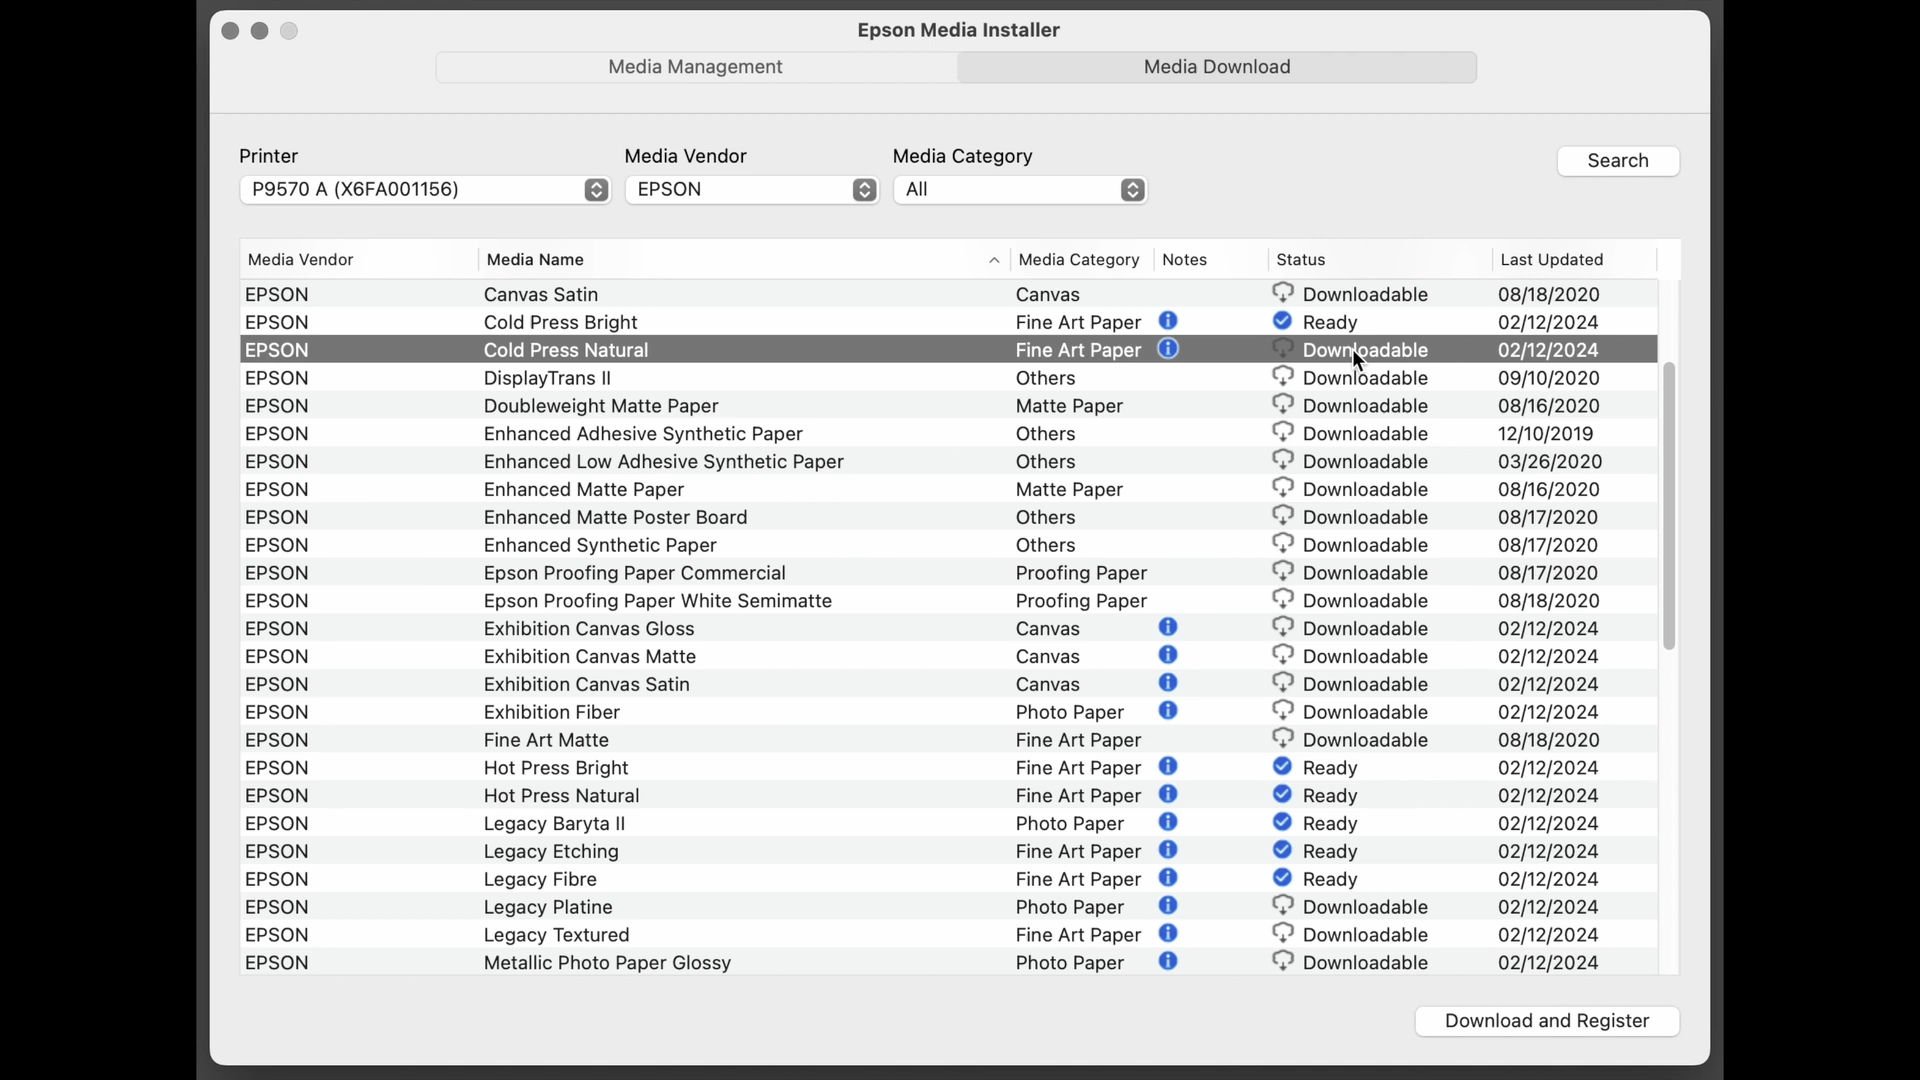 Epson Media Installer
Media Management Media Download
Printer Media Vendor Media Category Search
P9570 A (X6FA001156) EPSON All
Media Vendor Media Name Media Category Notes Status Last Updated
EPSON Canvas Satin Canvas Downloadable 08/18/2020
EPSON Cold Press Bright Fine Art Paper Ready 02/12/2024
EPSON Cold Press Natural Fine Art Paper Downloadable 02/12/2024
EPSON DisplayTrans II Others Downloadable 09/10/2020
EPSON Doubleweight Matte Paper Matte Paper Downloadable 08/16/2020
EPSON Enhanced Adhesive Synthetic Paper Others Downloadable 12/10/2019
EPSON Enhanced Low Adhesive Synthetic Paper Others Downloadable 03/26/2020
EPSON Enhanced Matte Paper Matte Paper Downloadable 08/16/2020
EPSON Enhanced Matte Poster Board Others Downloadable 08/17/2020
EPSON Enhanced Synthetic Paper Others Downloadable 08/17/2020
EPSON Epson Proofing Paper Commercial Proofing Paper Downloadable 08/17/2020
EPSON Epson Proofing Paper White Semimatte Proofing Paper Downloadable 08/18/2020
EPSON Exhibition Canvas Gloss Canvas Downloadable 02/12/2024
EPSON Exhibition Canvas Matte Canvas Downloadable 02/12/2024
EPSON Exhibition Canvas Satin Canvas Downloadable 02/12/2024
EPSON Exhibition Fiber Photo Paper Downloadable 02/12/2024
EPSON Fine Art Matte Fine Art Paper Downloadable 08/18/2020
EPSON Hot Press Bright Fine Art Paper Ready 02/12/2024
EPSON Hot Press Natural Fine Art Paper Ready 02/12/2024
EPSON Legacy Baryta II Photo Paper Ready 02/12/2024
EPSON Legacy Etching Fine Art Paper Ready 02/12/2024
EPSON Legacy Fibre Fine Art Paper Ready 02/12/2024
EPSON Legacy Platine Photo Paper Downloadable 02/12/2024
EPSON Legacy Textured Fine Art Paper Downloadable 02/12/2024
EPSON Metallic Photo Paper Glossy Photo Paper Downloadable 02/12/2024
Download and Register